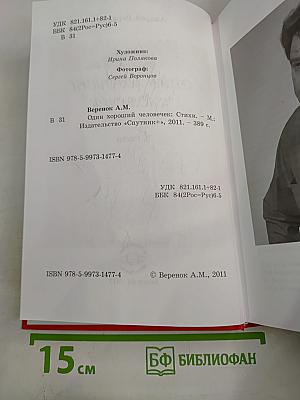 УДК 821.161.1+82-1
ББК 84(2Рос=Рус)6-5
В 31
Художник:
Ирина Полякова
Фотограф:
Сергей Воронцов
Веренок А.М.
В 31 Один хороший человечек: Стихи. – М.:
Издательство «Спутник+», 2011. – 389 с.
ISBN 978-5-9973-1477-4
УДК 821.161.1+82-1
ББК 84(2Рос=Рус)6-5
ISBN 978-5-9973-1477-4
© Веренок А.М., 2011
15 см
БФ БИБЛИОФАН